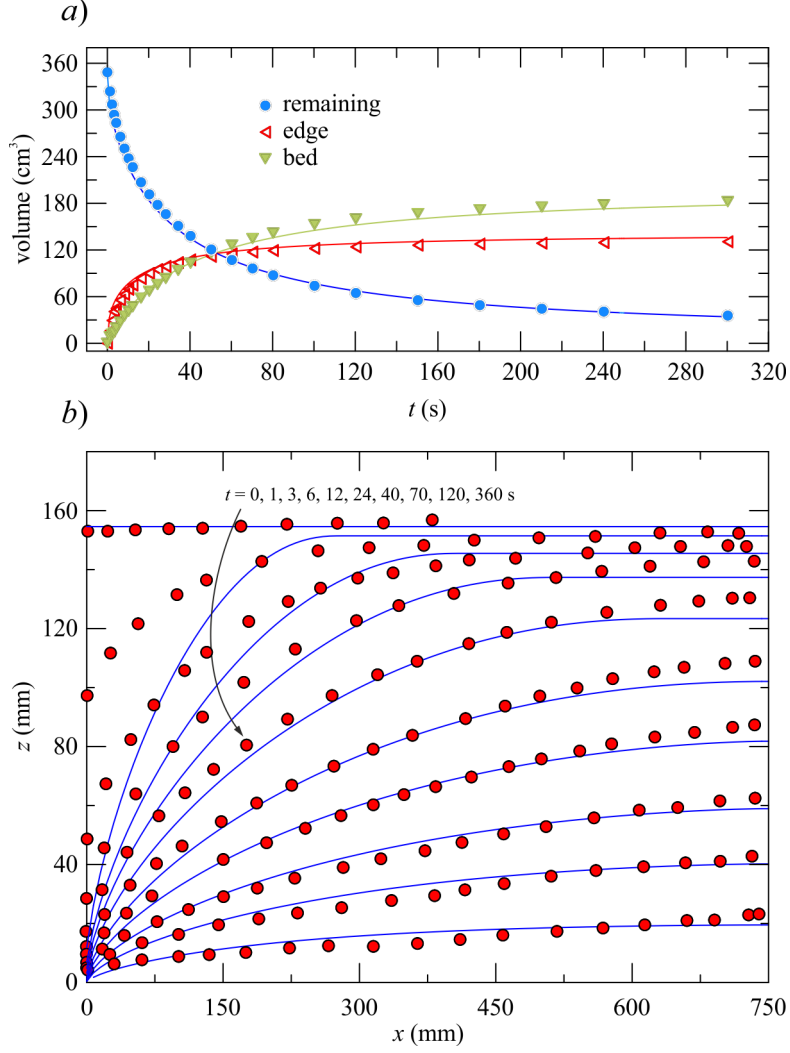 a)
360
300
240
180
120
60
0
volume (cm³)
remaining
edge
bed
0 40 80 120 160 200 240 280 320
t (s)
b)
t = 0, 1, 3, 6, 12, 24, 40, 70, 120, 360 s
160
120
80
40
0
z (mm)
0 150 300 450 600 750
x (mm)